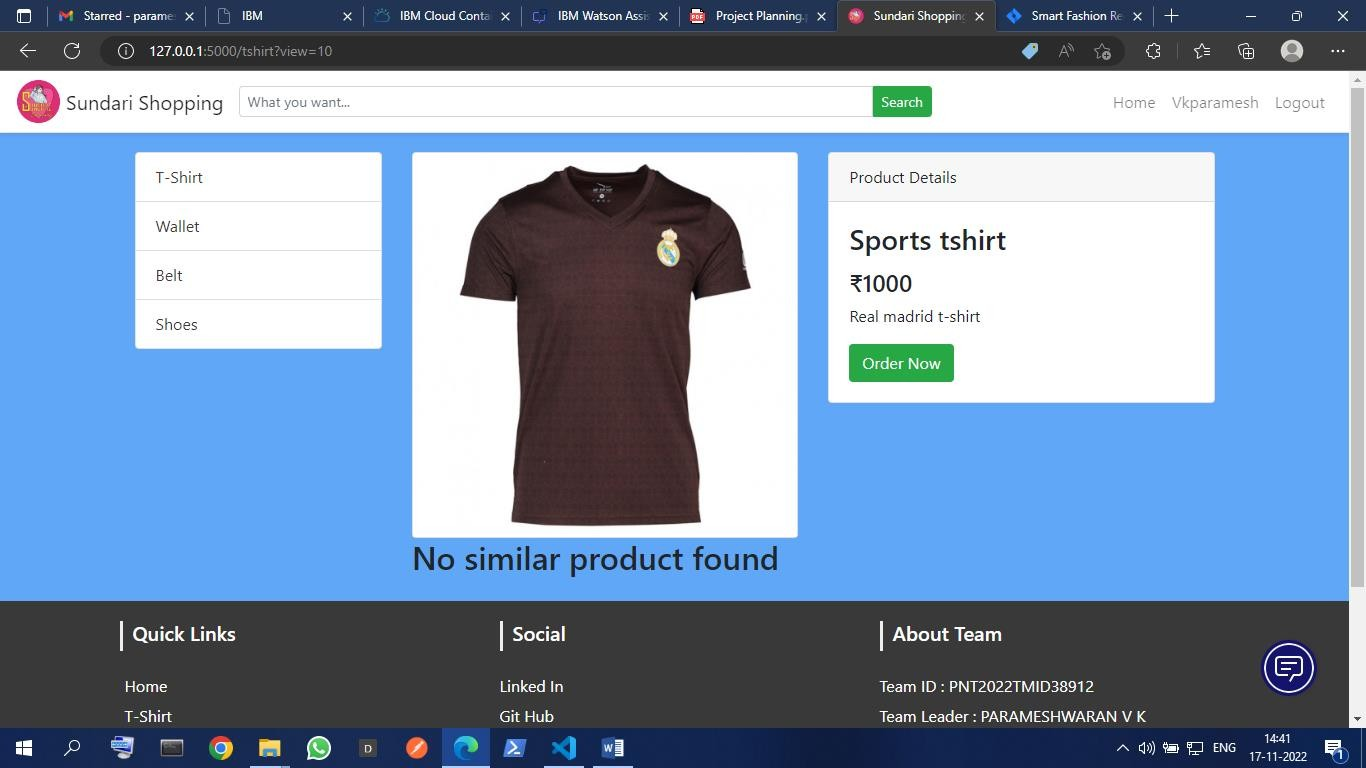 Starred - parame
IBM
IBM Cloud Conta
IBM Watson Assis
Project Planning.p
Sundari Shopping
Smart Fashion Re
127.0.0.1:5000/tshirt?view=10
Sundari Shopping
What you want...
Search
Home
Vkparamesh
Logout
T-Shirt
Wallet
Belt
Shoes
Product Details
Sports tshirt
₹1000
Real madrid t-shirt
Order Now
No similar product found
Quick Links
Home
T-Shirt
Social
Linked In
Git Hub
About Team
Team ID : PNT2022TMID38912
Team Leader : PARAMESHWARAN V K
ENG
14:41
17-11-2022
1